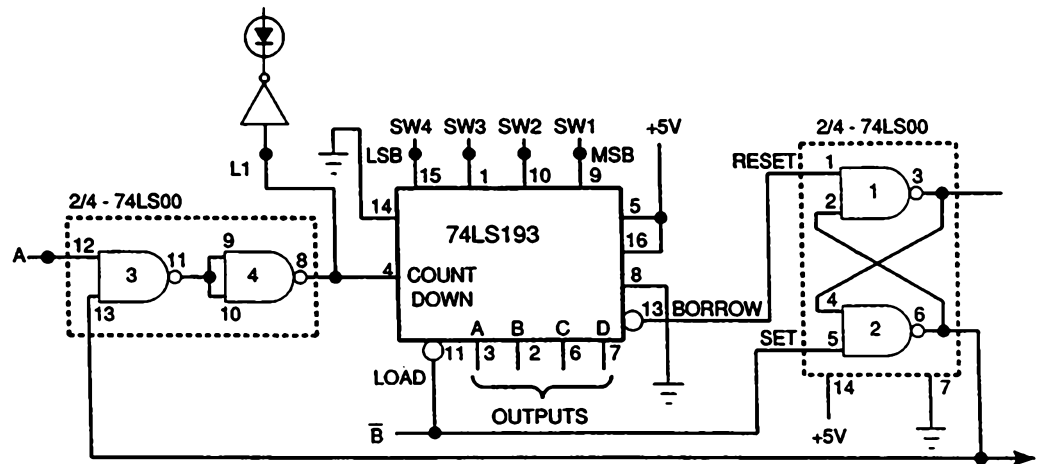 SW4 SW3 SW2 SW1
+5V
2/4 - 74LS00
LSB
MSB
RESET
L1
15 1 10 9
1
3
1
2
2/4 - 74LS00
14
5
74LS193
16
A
12
9
11
3
4
8
13
10
4
COUNT
DOWN
8
13
BORROW
4
6
2
5
SET
A B C D
11
3 2 6 7
LOAD
14
7
OUTPUTS
B̅
+5V